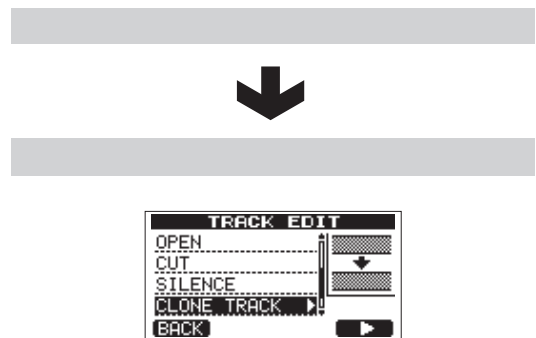 TRACK EDIT
OPEN
CUT
SILENCE
CLONE TRACK
BACK